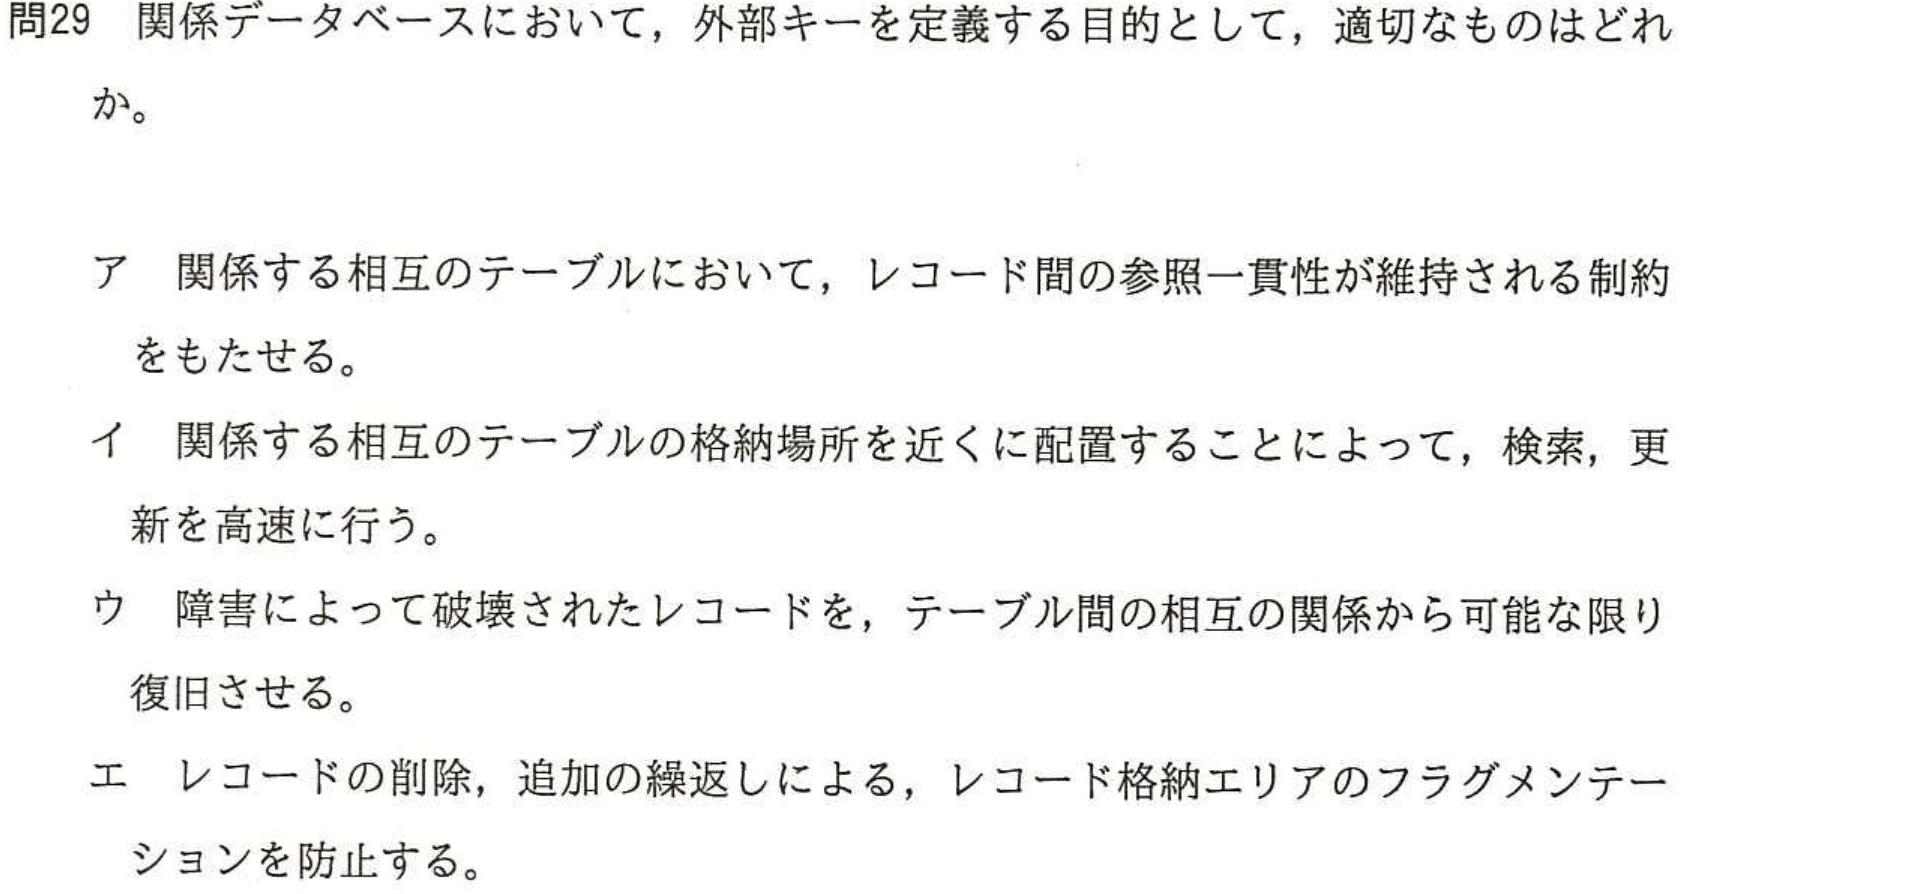 問29　関係データベースにおいて，外部キーを定義する目的として，適切なものはどれ
か。
ア　関係する相互のテーブルにおいて，レコード間の参照一貫性が維持される制約
をもたせる。
イ　関係する相互のテーブルの格納場所を近くに配置することによって，検索，更
新を高速に行う。
ウ　障害によって破壊されたレコードを，テーブル間の相互の関係から可能な限り
復旧させる。
エ　レコードの削除，追加の繰返しによる，レコード格納エリアのフラグメンテー
ションを防止する。